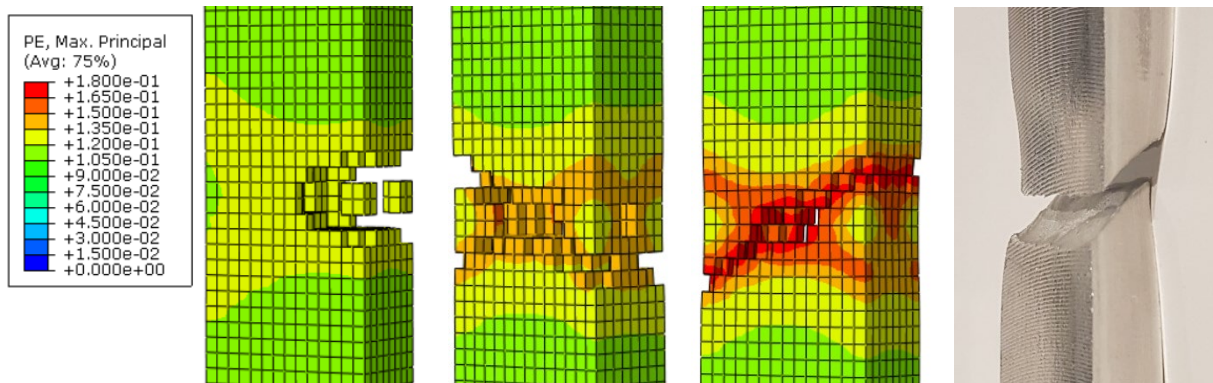 PE, Max. Principal
(Avg: 75%)
+1.800e-01
+1.650e-01
+1.500e-01
+1.350e-01
+1.200e-01
+1.050e-01
+9.000e-02
+7.500e-02
+6.000e-02
+4.500e-02
+3.000e-02
+1.500e-02
+0.000e+00